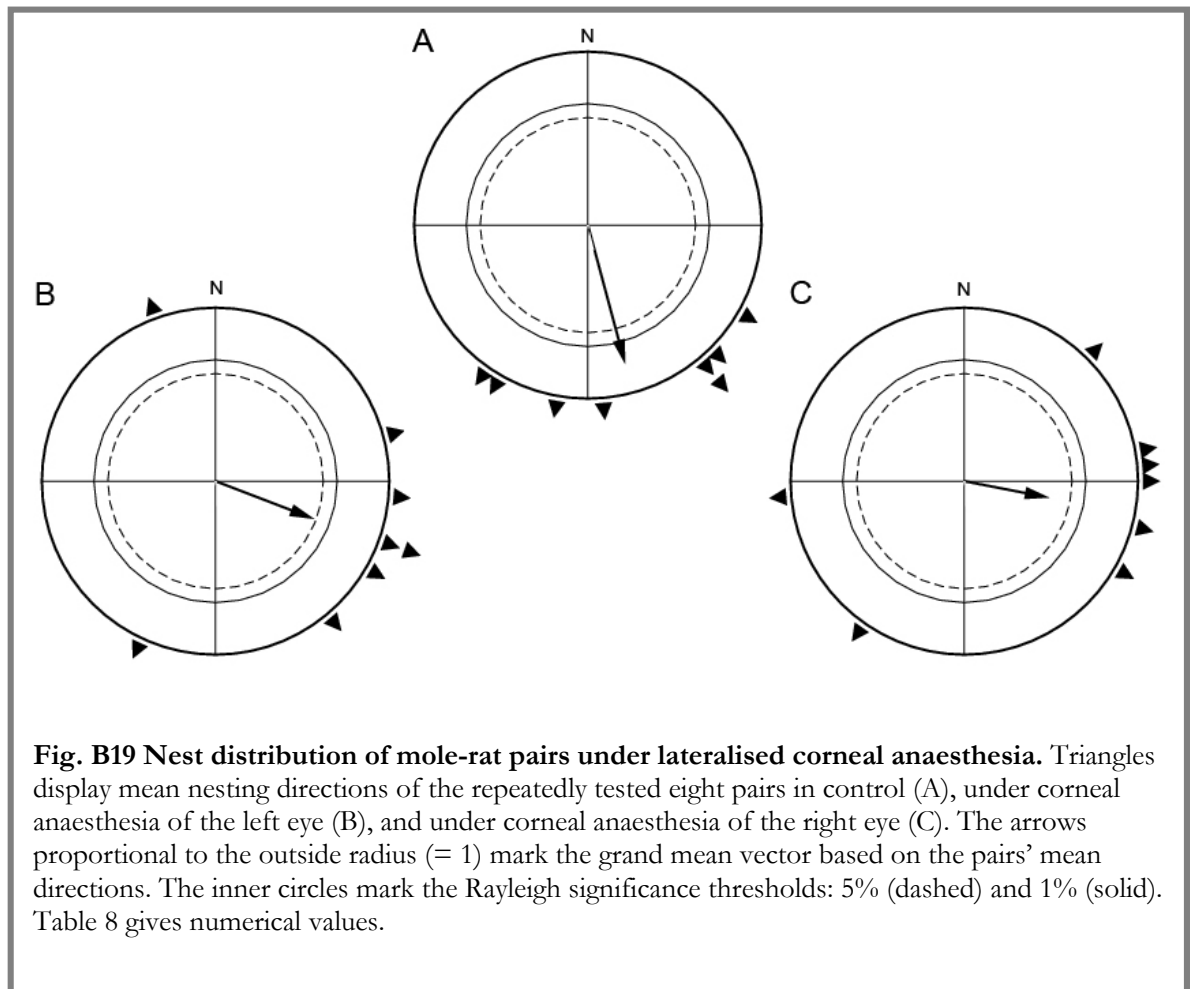 A
N
B
N
C
N
Fig. B19 Nest distribution of mole-rat pairs under lateralised corneal anaesthesia. Triangles
display mean nesting directions of the repeatedly tested eight pairs in control (A), under corneal
anaesthesia of the left eye (B), and under corneal anaesthesia of the right eye (C). The arrows
proportional to the outside radius (= 1) mark the grand mean vector based on the pairs’ mean
directions. The inner circles mark the Rayleigh significance thresholds: 5% (dashed) and 1% (solid).
Table 8 gives numerical values.